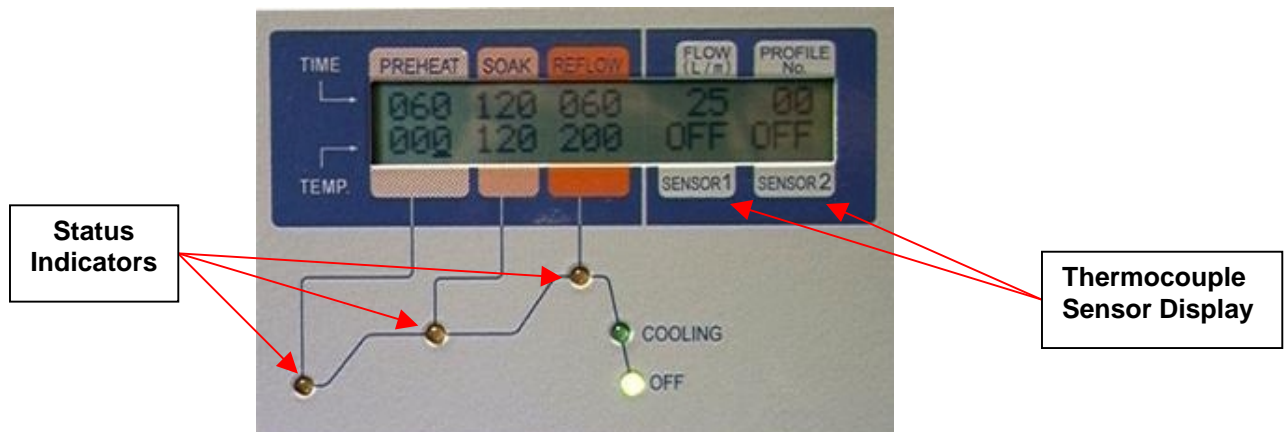 TIME PREHEAT SOAK REFLOW FLOW (L/m) PROFILE No.
060 120 060 25 00
000 120 200 OFF OFF
TEMP. SENSOR1 SENSOR2
Status
Indicators
Thermocouple
Sensor Display
COOLING
OFF